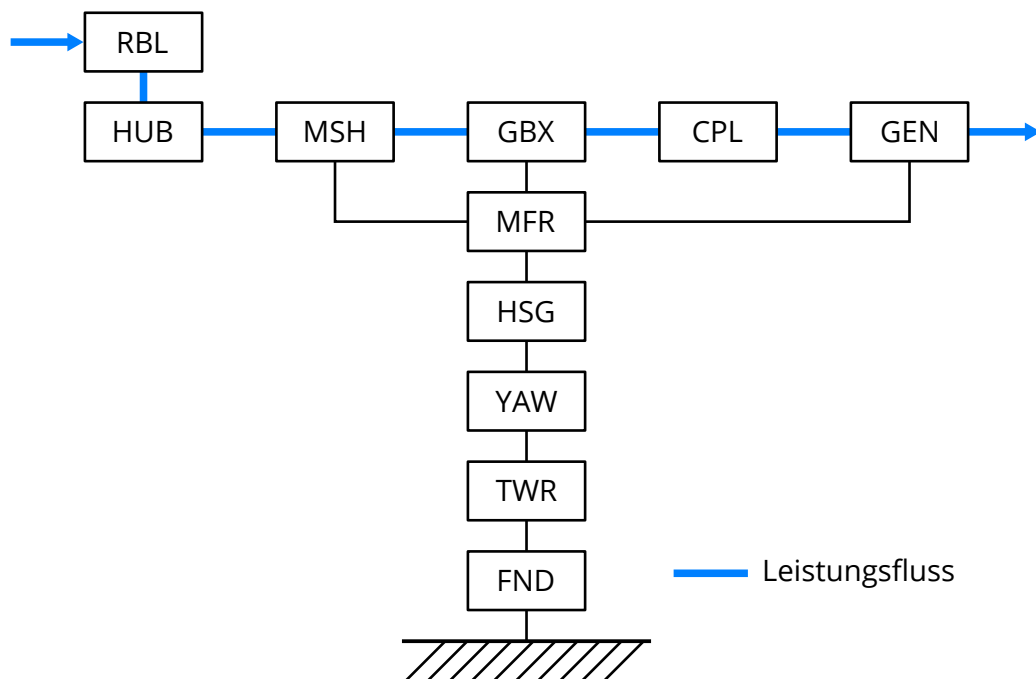 RBL
HUB MSH GBX CPL GEN
MFR
HSG
YAW
TWR
FND
Leistungsfluss